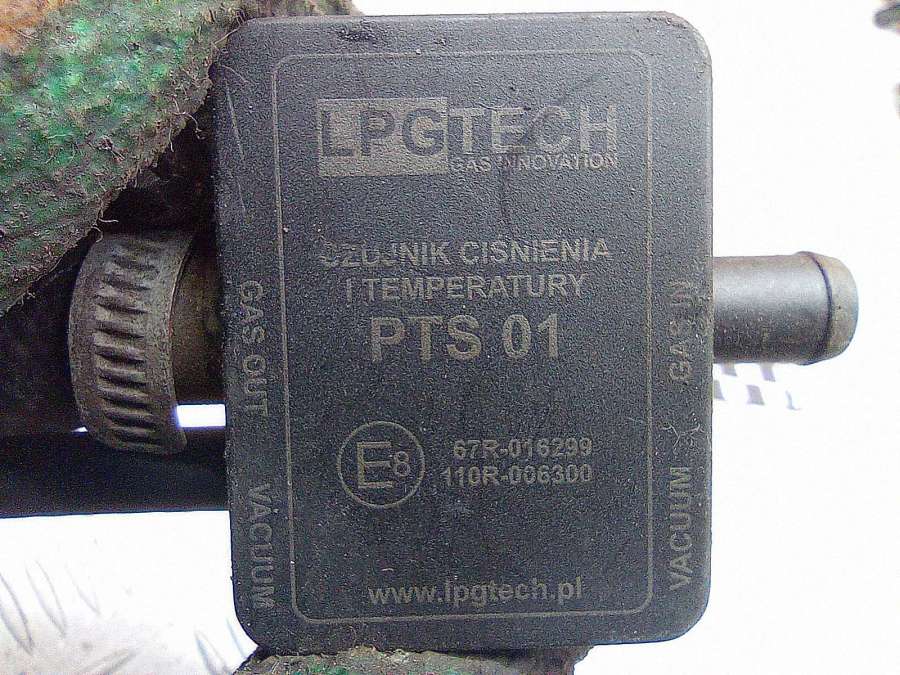 LPGTECH
GAS INNOVATION
CZUJNIK CIŚNIENIA
I TEMPERATURY
PTS 01
GAS OUT
VACUUM
GAS IN
VACUUM
E8
67R-016299
110R-006300
www.lpgtech.pl